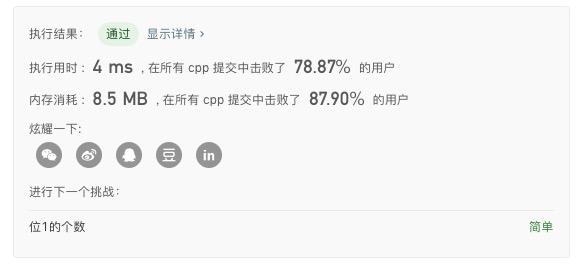 执行结果： 通过 显示详情 ›
执行用时： 4 ms , 在所有 cpp 提交中击败了 78.87% 的用户
内存消耗： 8.5 MB , 在所有 cpp 提交中击败了 87.90% 的用户
炫耀一下:
豆 in
进行下一个挑战：
位1的个数 简单